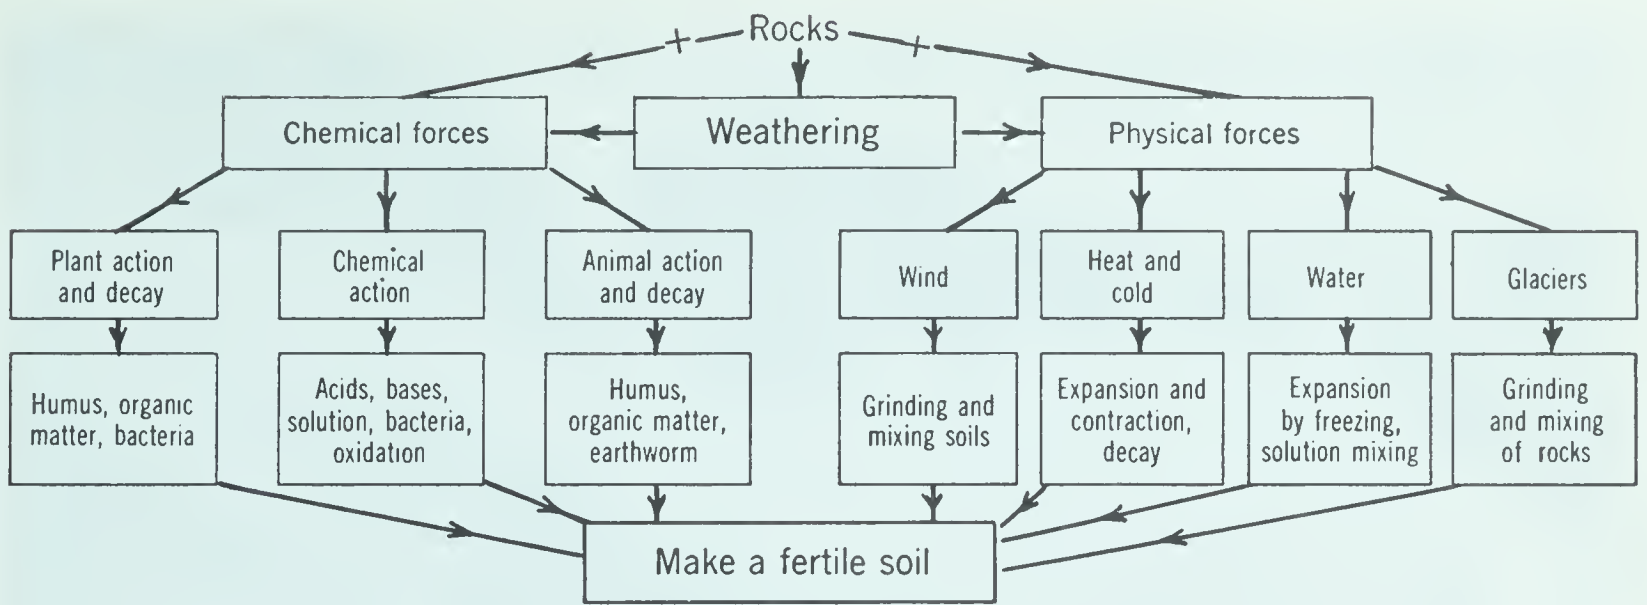 Rocks
Chemical forces
Weathering
Physical forces
Plant action
and decay
Chemical
action
Animal action
and decay
Wind
Heat and
cold
Water
Glaciers
Humus, organic
matter, bacteria
Acids, bases,
solution, bacteria,
oxidation
Humus,
organic matter,
earthworm
Grinding and
mixing soils
Expansion and
contraction,
decay
Expansion
by freezing,
solution mixing
Grinding
and mixing
of rocks
Make a fertile soil